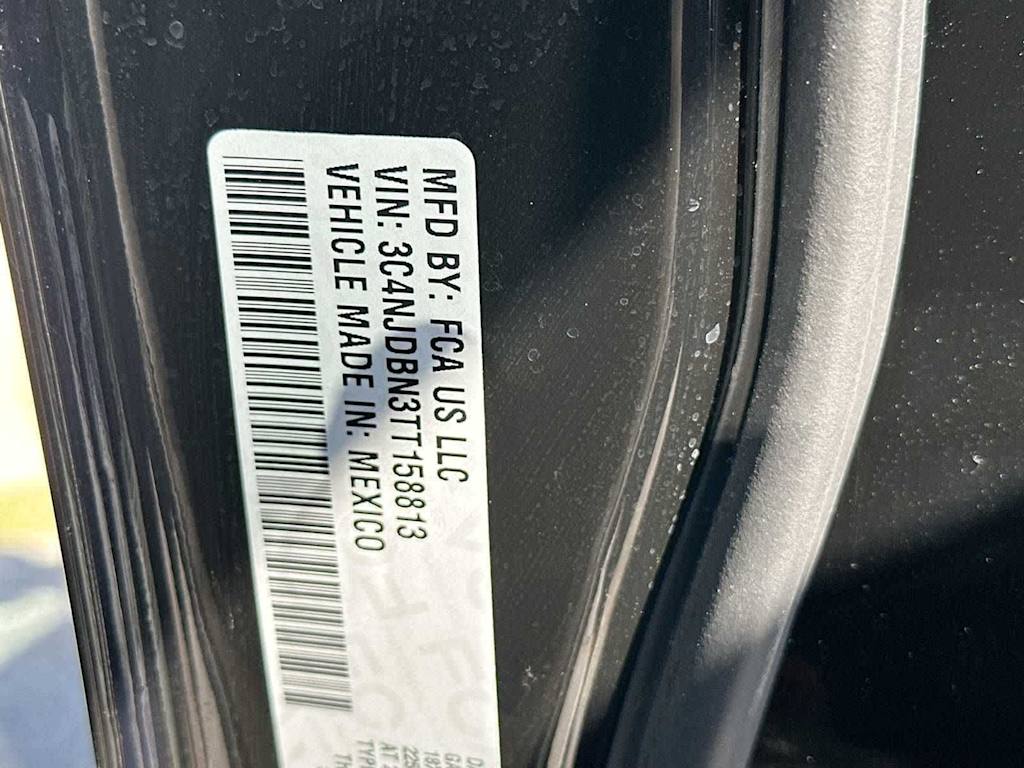 MFD BY: FCA US LLC
VIN: 3C4NJDBN3TT158813
VEHICLE MADE IN: MEXICO